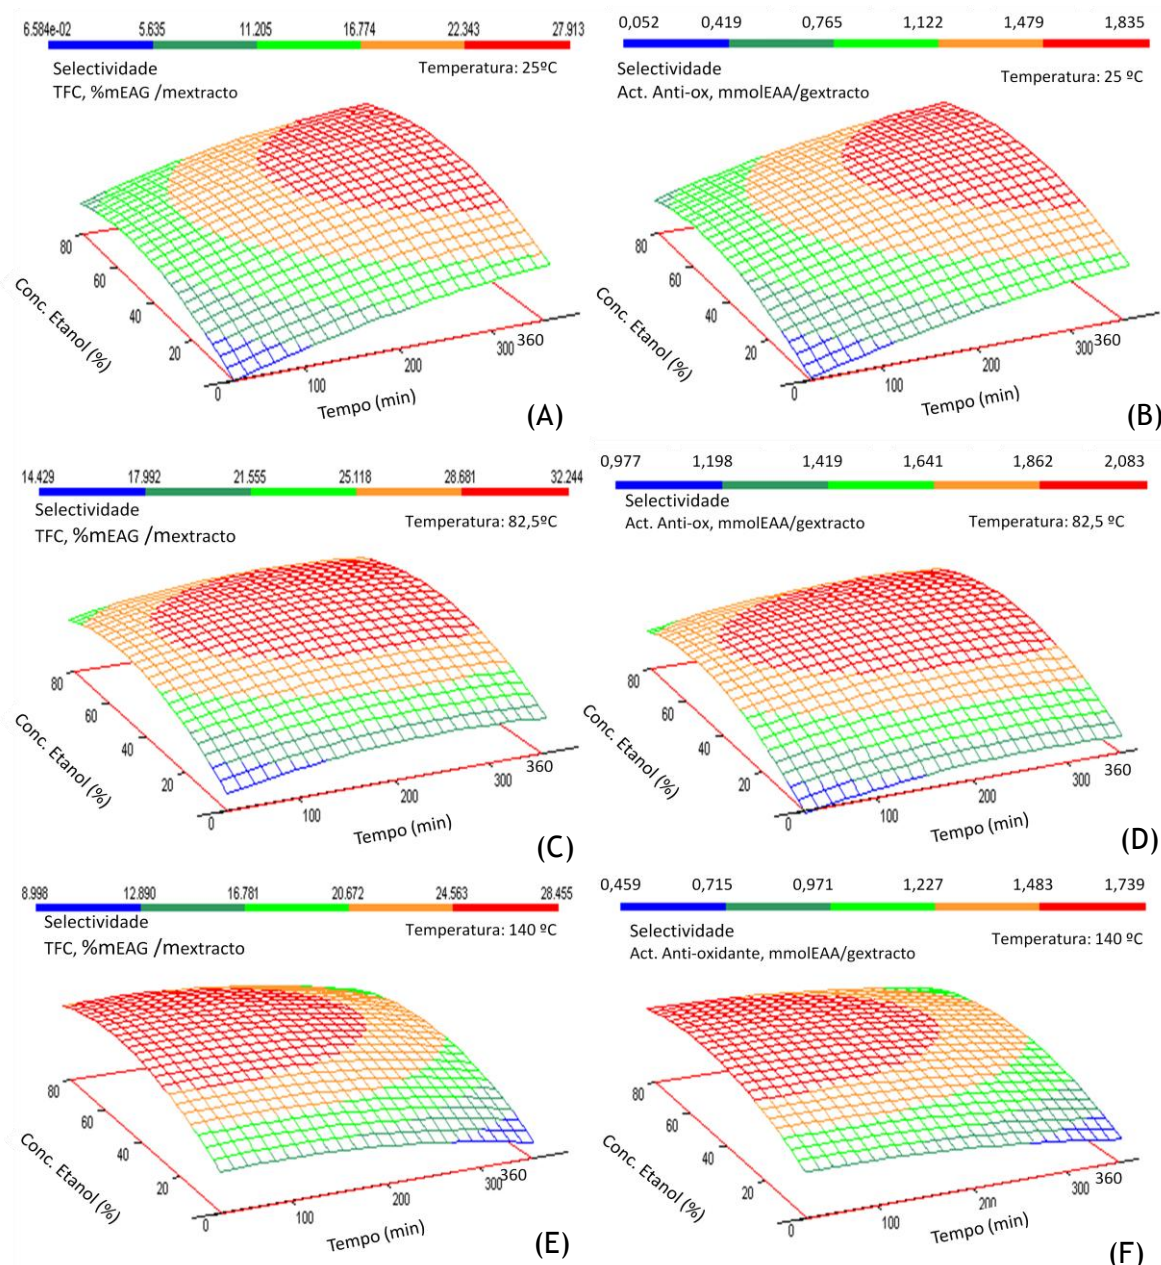 6.584e-02 5.635 11.205 16.774 22.343 27.913
Selectividade
Temperatura: 25ºC
TFC, %mEAG /mextracto
80
60
40
20
0
Conc. Etanol (%)
100
200
300
360
Tempo (min)
(A)
0,052 0,419 0,765 1,122 1,479 1,835
Selectividade
Temperatura: 25 ºC
Act. Anti-ox, mmolEAA/gextracto
80
60
40
20
0
Conc. Etanol (%)
100
200
300
360
Tempo (min)
(B)
14.429 17.992 21.555 25.118 28.681 32.244
Selectividade
Temperatura: 82,5ºC
TFC, %mEAG /mextracto
80
60
40
20
0
Conc. Etanol (%)
100
200
300
360
Tempo (min)
(C)
0,977 1,198 1,419 1,641 1,862 2,083
Selectividade
Act. Anti-ox, mmolEAA/gextracto
Temperatura: 82,5 ºC
80
60
40
20
0
Conc. Etanol (%)
100
200
300
360
Tempo (min)
(D)
8.998 12.890 16.781 20.672 24.563 28.455
Selectividade
Temperatura: 140 ºC
TFC, %mEAG /mextracto
80
60
40
20
0
Conc. Etanol (%)
100
200
300
360
Tempo (min)
(E)
0,459 0,715 0,971 1,227 1,483 1,739
Selectividade
Temperatura: 140 ºC
Act. Anti-oxidante, mmolEAA/gextracto
80
60
40
20
0
Conc. Etanol (%)
100
200
300
360
Tempo (min)
(F)